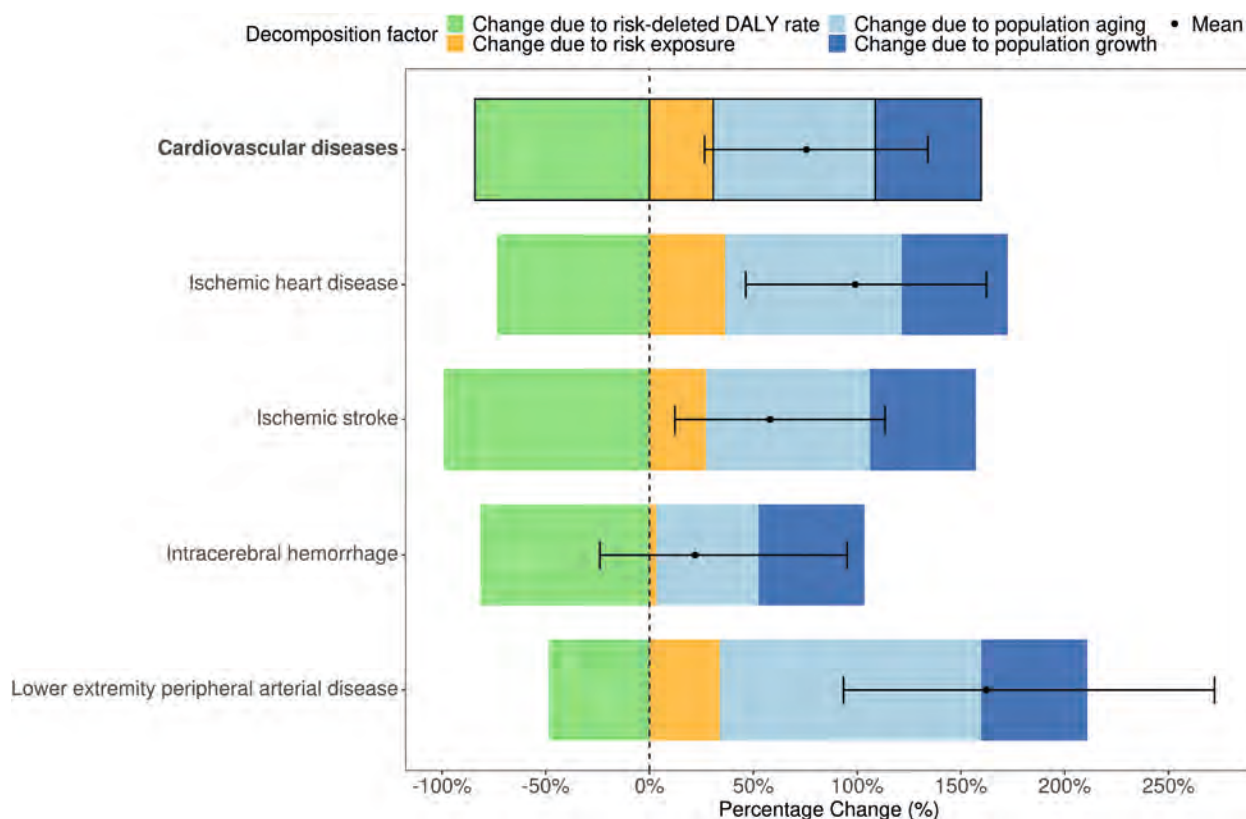 Decomposition factor
Change due to risk-deleted DALY rate
Change due to population aging
Mean
Change due to risk exposure
Change due to population growth
Cardiovascular diseases
Ischemic heart disease
Ischemic stroke
Intracerebral hemorrhage
Lower extremity peripheral arterial disease
-100% -50% 0% 50% 100% 150% 200% 250%
Percentage Change (%)